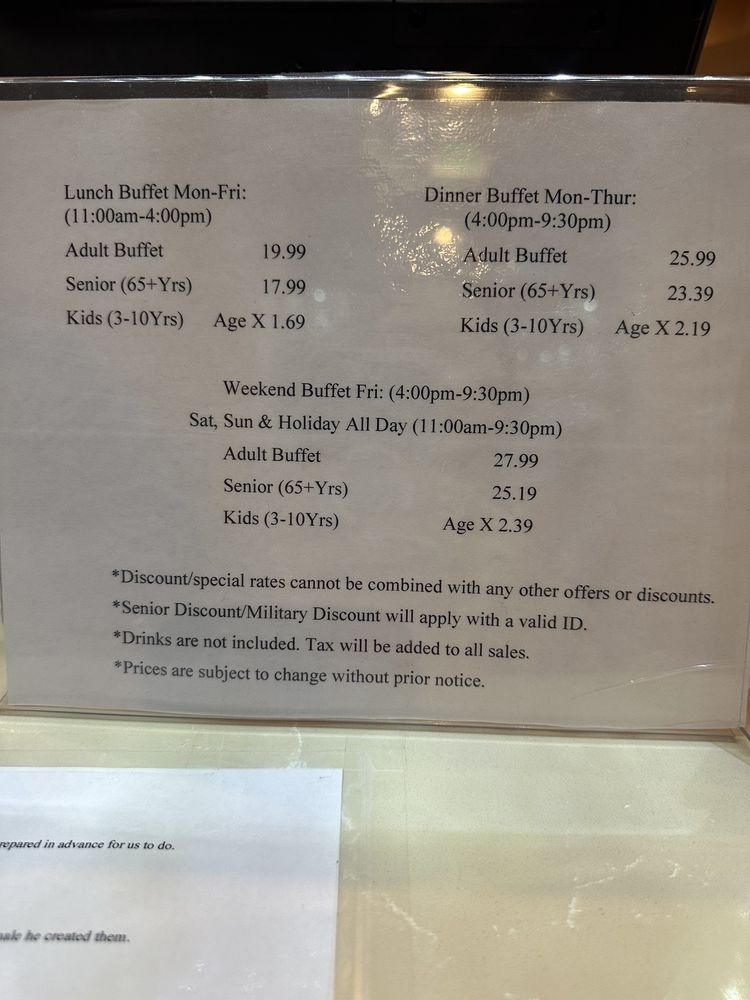 Lunch Buffet Mon-Fri:
(11:00am-4:00pm)
Adult Buffet 19.99
Senior (65+Yrs) 17.99
Kids (3-10Yrs) Age X 1.69
Dinner Buffet Mon-Thur:
(4:00pm-9:30pm)
Adult Buffet 25.99
Senior (65+Yrs) 23.39
Kids (3-10Yrs) Age X 2.19
Weekend Buffet Fri: (4:00pm-9:30pm)
Sat, Sun & Holiday All Day (11:00am-9:30pm)
Adult Buffet 27.99
Senior (65+Yrs) 25.19
Kids (3-10Yrs) Age X 2.39
*Discount/special rates cannot be combined with any other offers or discounts.
*Senior Discount/Military Discount will apply with a valid ID.
*Drinks are not included. Tax will be added to all sales.
*Prices are subject to change without prior notice.
in advance for us to do.
he created them.